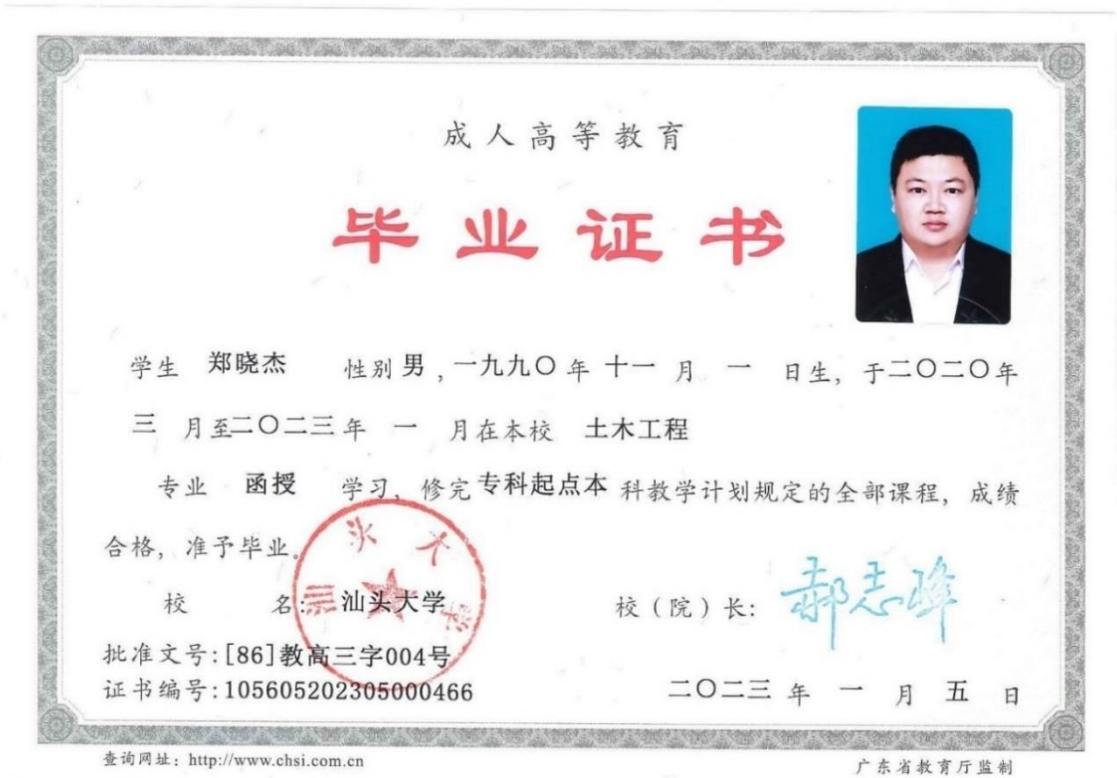 成人高等教育
毕业证书
学生 郑晓杰 性别 男 ,一九九〇 年 十一 月 一 日生, 于二〇二〇年
三 月至二〇二三年 一 月在本校 土木工程
专业 函授 学习, 修完 专科起点本 科教学计划规定的全部课程, 成绩
合格, 准予毕业。
汕头大学
校 名: 汕头大学 校(院)长: 郝志峰
批准文号:[86]教高三字004号
证书编号:105605202305000466 二〇二三 年 一 月 五 日
查询网址: http://www.chsi.com.cn 广东省教育厅监制